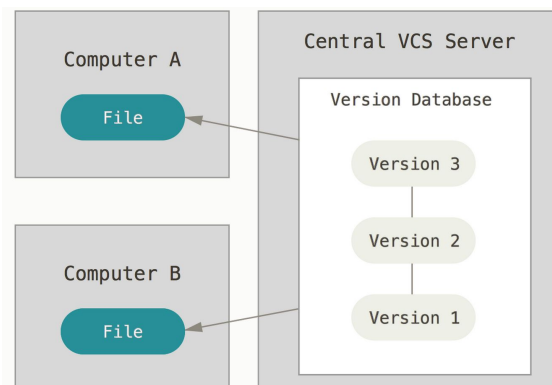 Computer A
File
Computer B
File
Central VCS Server
Version Database
Version 3
Version 2
Version 1